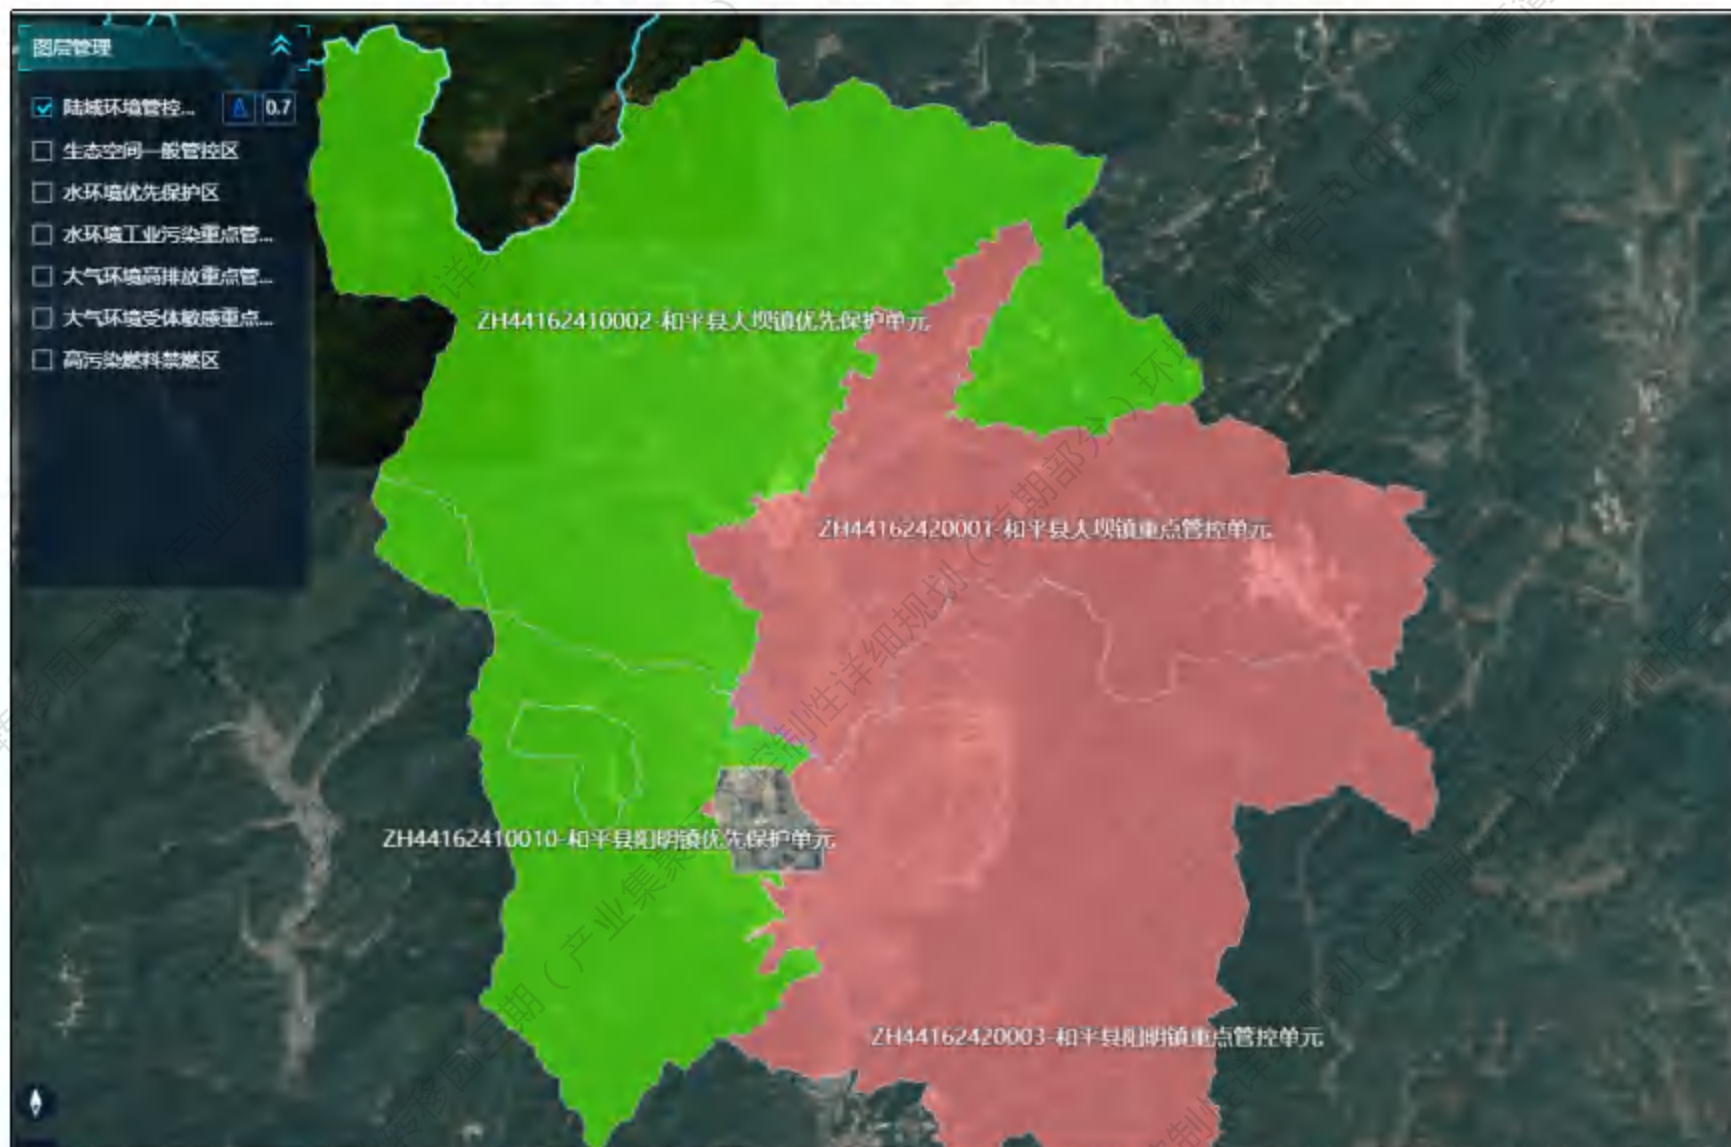 图层管理
陆域环境管控...
0.7
生态空间一般管控区
水环境优先保护区
水环境工业污染重点管...
大气环境高排放重点管...
大气环境受体敏感重点...
高污染燃料禁燃区
ZH44162410002-和平县大坝镇优先保护单元
ZH44162420001-和平县大坝镇重点管控单元
ZH44162410010-和平县阳明镇优先保护单元
ZH44162420003-和平县阳明镇重点管控单元